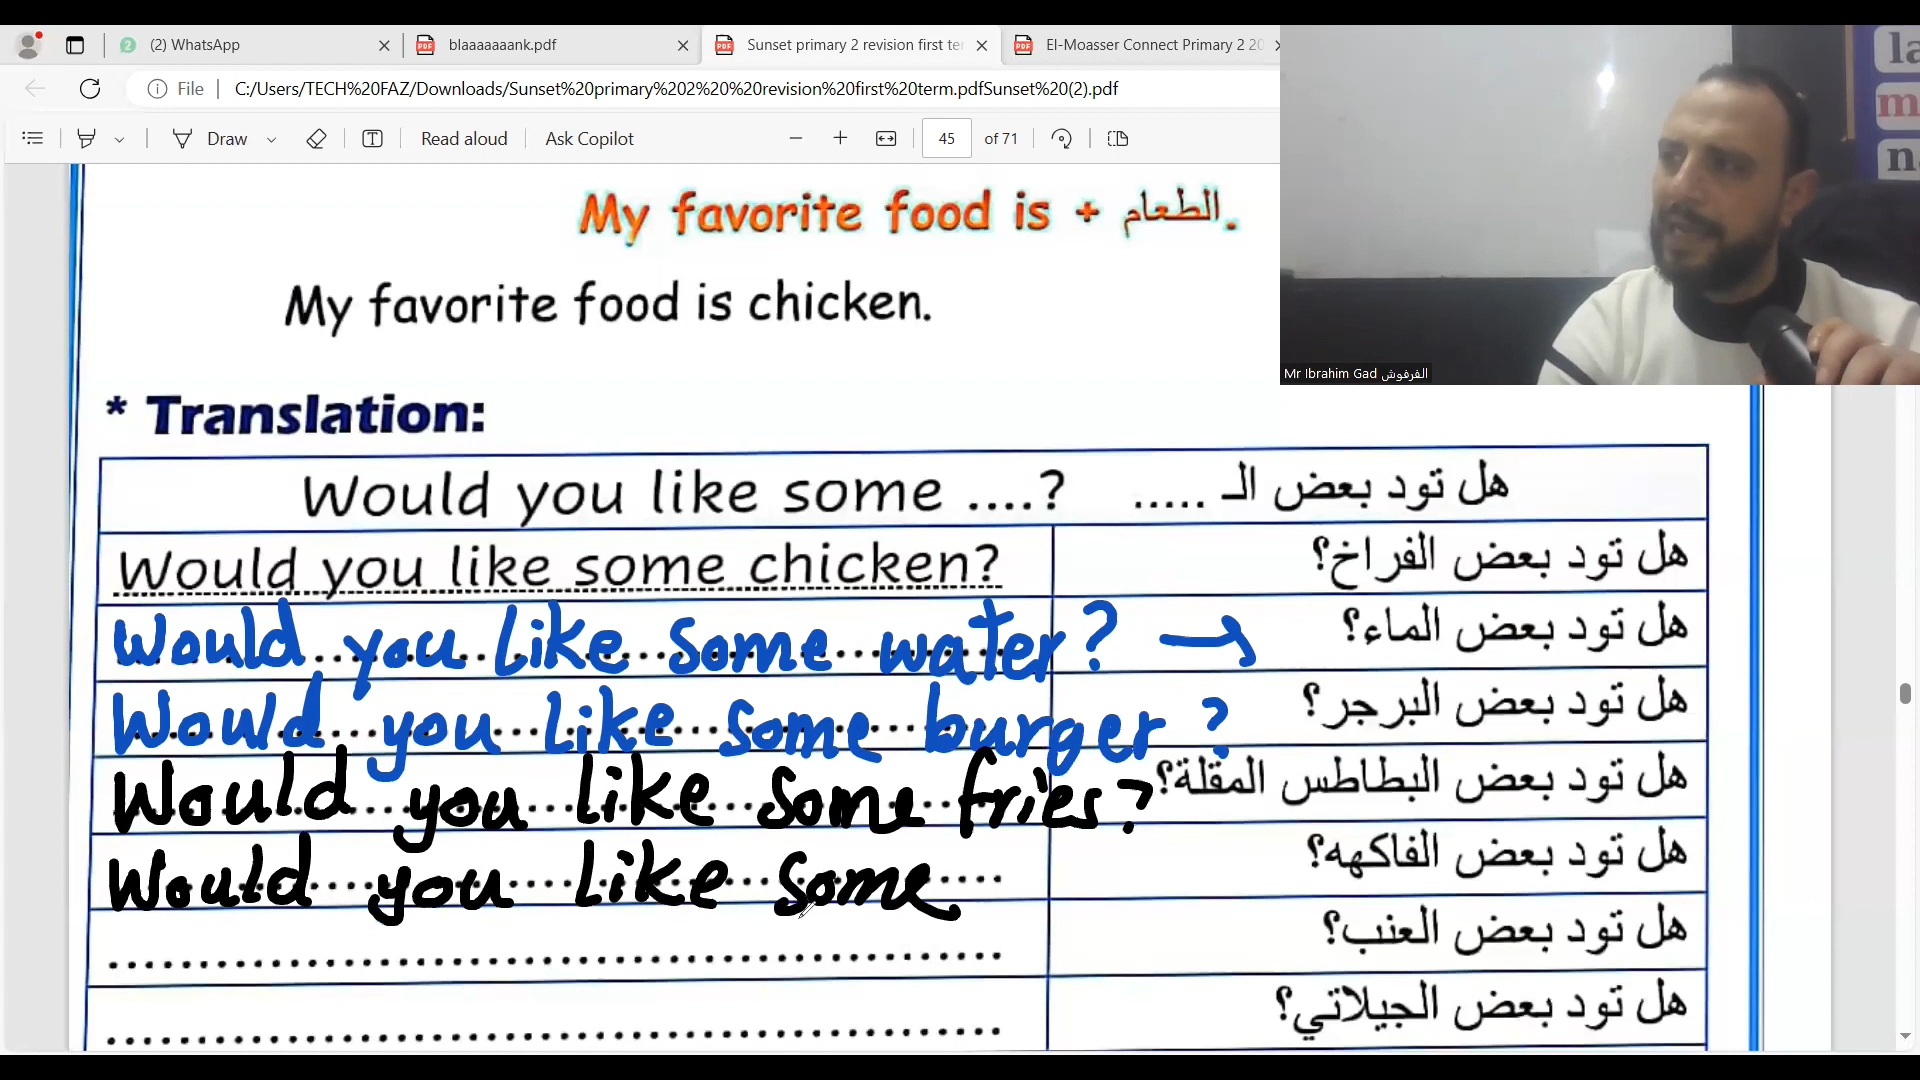 (2) WhatsApp
blaaaaaaank.pdf
Sunset primary 2 revision first te
El-Moasser Connect Primary 2 20
File
C:/Users/TECH%20FAZ/Downloads/Sunset%20primary%202%20%20revision%20first%20term.pdfSunset%20(2).pdf
Draw
Read aloud
Ask Copilot
45 of 71
la
m
n
Mr Ibrahim Gad الفرفوش
My favorite food is + الطعام.
My favorite food is chicken.
* Translation:
Would you like some ....? هل تود بعض الـ .....
Would you like some chicken? هل تود بعض الفراخ؟
Would you like some water? → هل تود بعض الماء؟
Would you like some burger? هل تود بعض البرجر؟
Would you like some fries? هل تود بعض البطاطس المقلة؟
Would you like some هل تود بعض الفاكهه؟
هل تود بعض العنب؟
هل تود بعض الجيلاتي؟